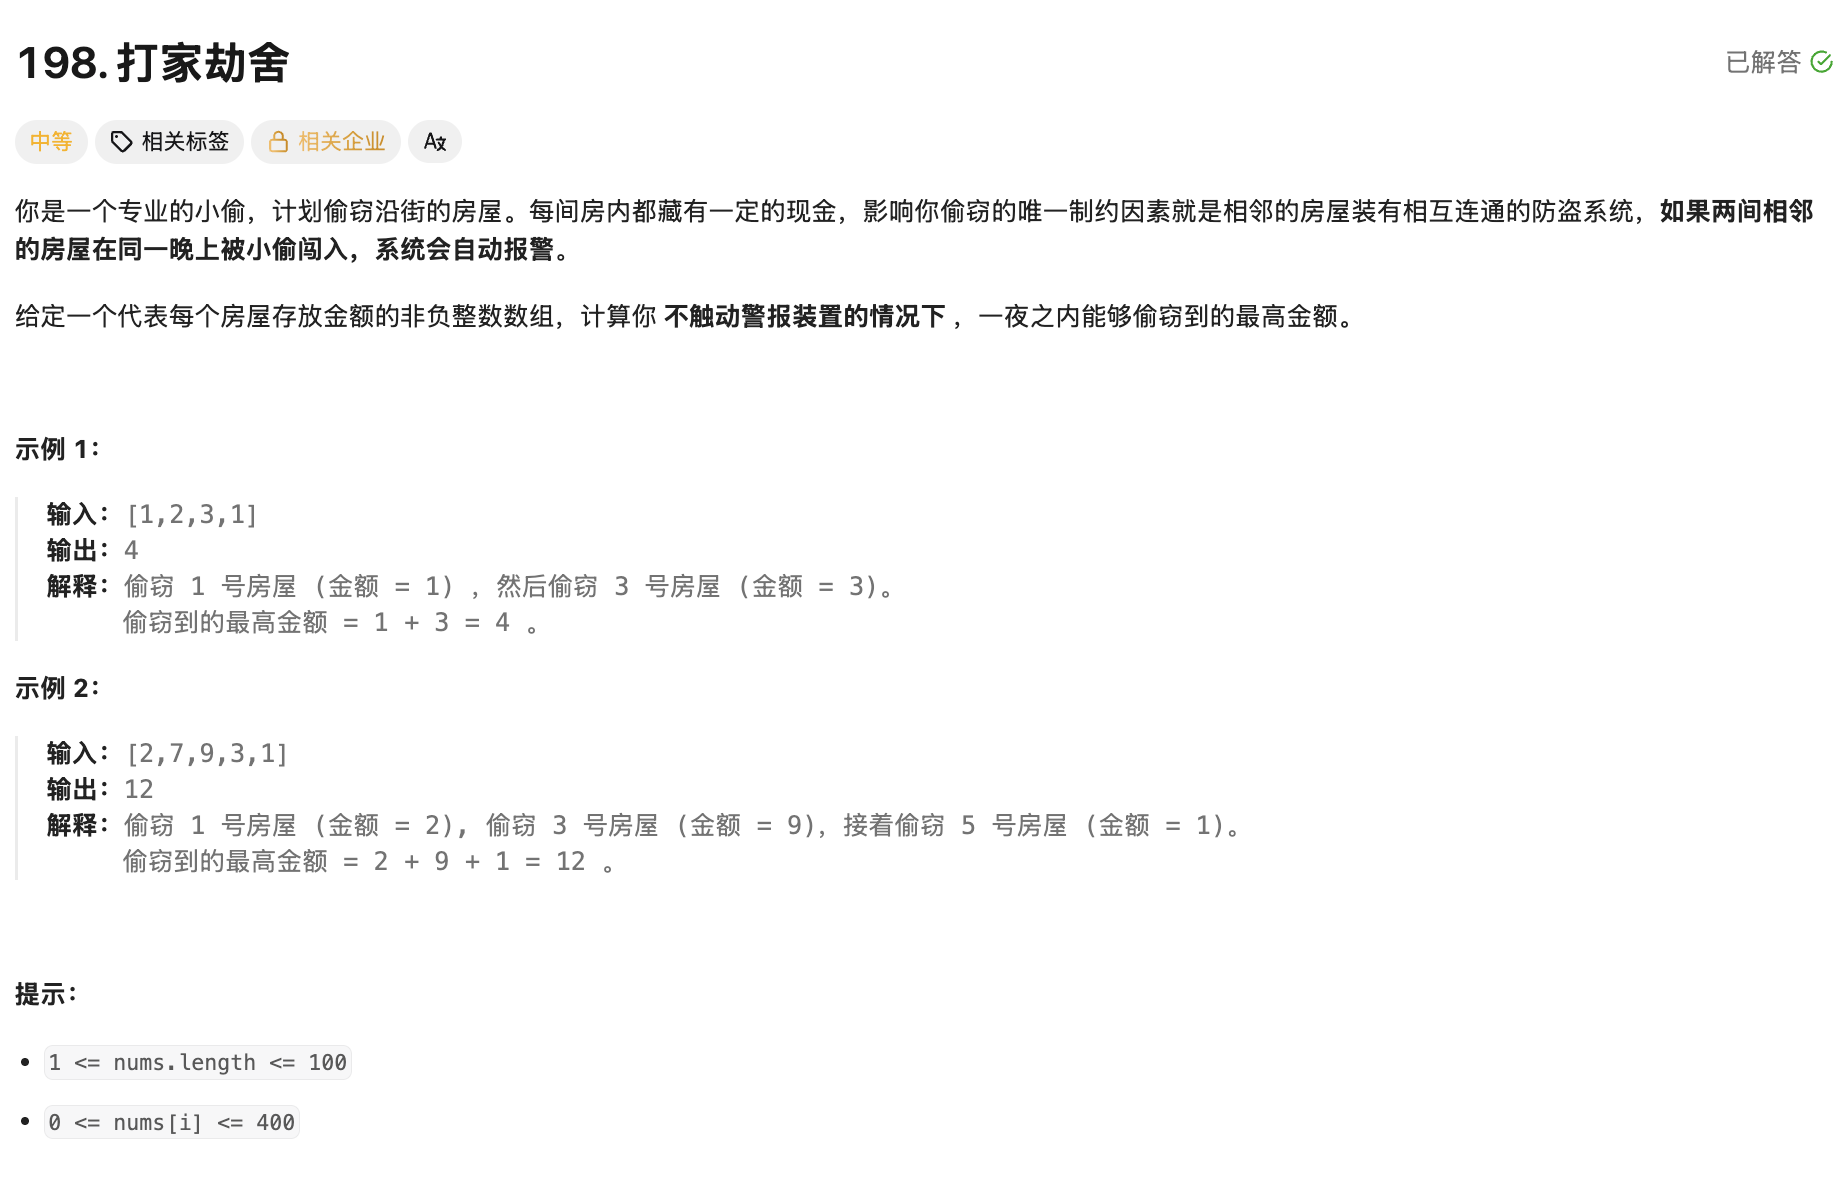 198. 打家劫舍
已解答
中等 相关标签 相关企业
你是一个专业的小偷，计划偷窃沿街的房屋。每间房内都藏有一定的现金，影响你偷窃的唯一制约因素就是相邻的房屋装有相互连通的防盗系统，如果两间相邻
的房屋在同一晚上被小偷闯入，系统会自动报警。
给定一个代表每个房屋存放金额的非负整数数组，计算你 不触动警报装置的情况下 ，一夜之内能够偷窃到的最高金额。
示例 1：
输入：[1,2,3,1]
输出：4
解释：偷窃 1 号房屋 (金额 = 1) ，然后偷窃 3 号房屋 (金额 = 3)。
偷窃到的最高金额 = 1 + 3 = 4 。
示例 2：
输入：[2,7,9,3,1]
输出：12
解释：偷窃 1 号房屋 (金额 = 2), 偷窃 3 号房屋 (金额 = 9)，接着偷窃 5 号房屋 (金额 = 1)。
偷窃到的最高金额 = 2 + 9 + 1 = 12 。
提示：
1 <= nums.length <= 100
0 <= nums[i] <= 400